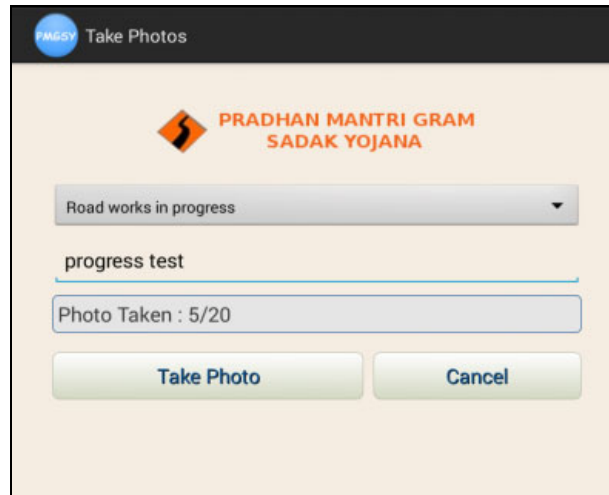 PMGSY Take Photos
PRADHAN MANTRI GRAM
SADAK YOJANA
Road works in progress
progress test
Photo Taken : 5/20
Take Photo Cancel